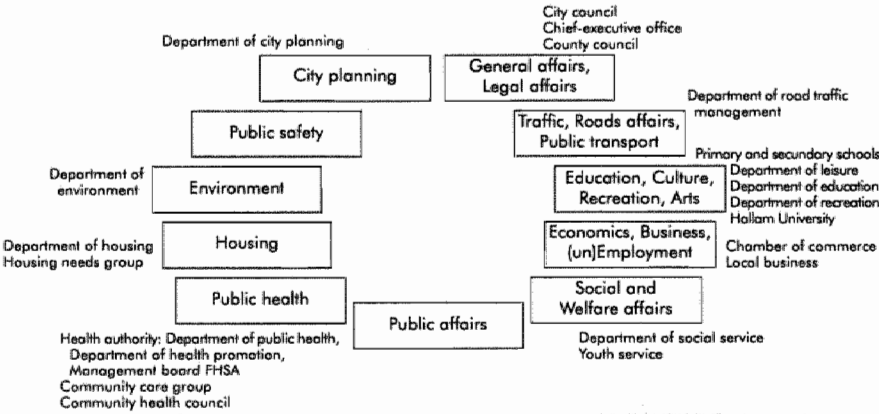 City council
Chief-executive office
County council
Department of city planning
City planning
General affairs,
Legal affairs
Department of road traffic
management
Public safety
Traffic, Roads affairs,
Public transport
Primary and secundary schools
Department of leisure
Department of education
Department of recreation
Hallam University
Department of
environment
Environment
Education, Culture,
Recreation, Arts
Department of housing
Housing needs group
Housing
Economics, Business,
(un)Employment
Chamber of commerce
Local business
Public health
Public affairs
Social and
Welfare affairs
Health authority: Department of public health,
Department of health promotion,
Management board FHSA
Community care group
Community health council
Department of social service
Youth service